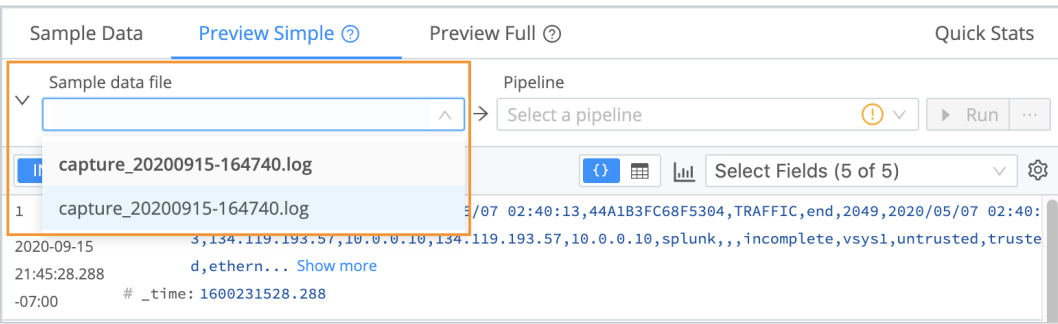 Sample Data Preview Simple Preview Full Quick Stats
Sample data file Pipeline
Select a pipeline Run
capture_20200915-164740.log
Select Fields (5 of 5)
capture_20200915-164740.log
1 /07 02:40:13,44A1B3FC68F5304,TRAFFIC,end,2049,2020/05/07 02:40:
2020-09-15 3,134.119.193.57,10.0.0.10,134.119.193.57,10.0.0.10,splunk,,,incomplete,vsys1,untrusted,truste
21:45:28.288 d,ethern... Show more
-07:00 # _time: 1600231528.288